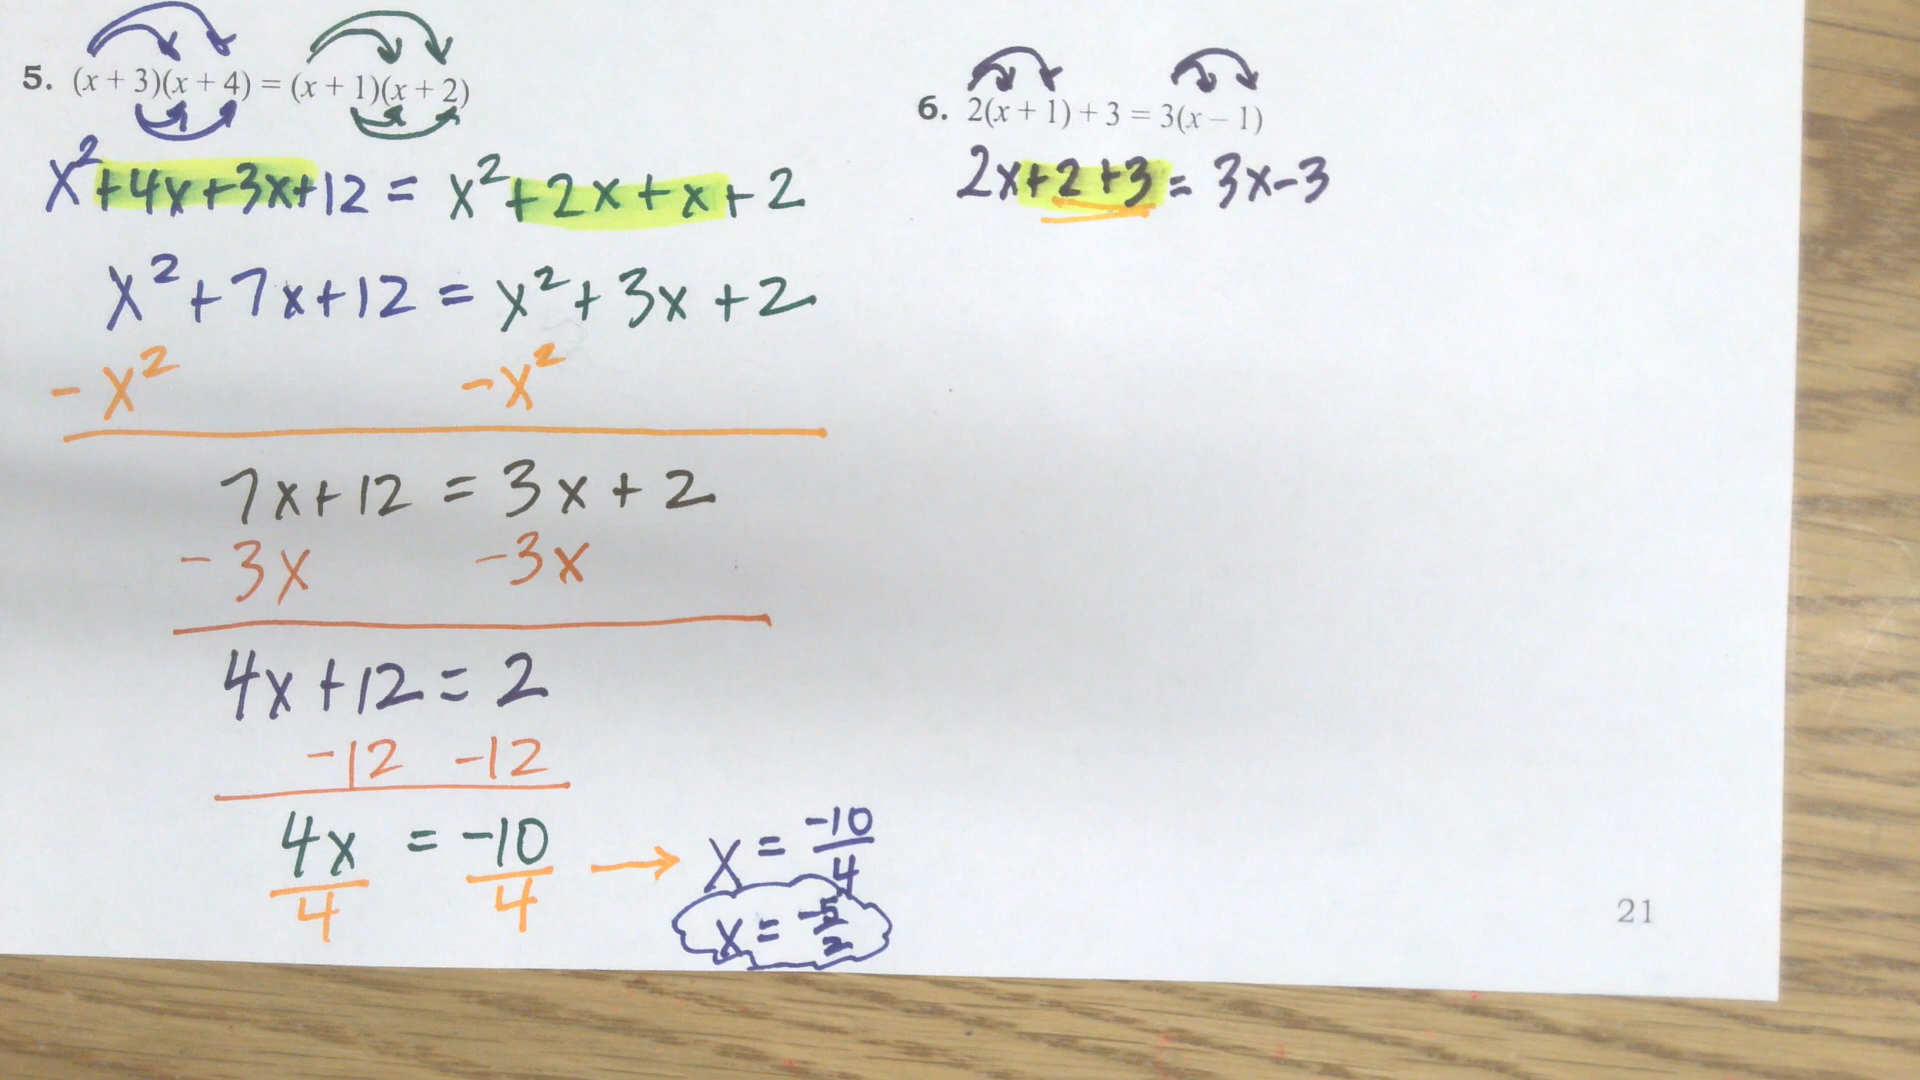 5. (x + 3)(x + 4) = (x + 1)(x + 2)
x² + 4x + 3x + 12 = x² + 2x + x + 2
x² + 7x + 12 = x² + 3x + 2
- x² - x²
7x + 12 = 3x + 2
- 3x - 3x
4x + 12 = 2
- 12 - 12
4x/4 = -10/4 → x = -10/4
x = -5/2
6. 2(x + 1) + 3 = 3(x – 1)
2x + 2 + 3 = 3x - 3
21